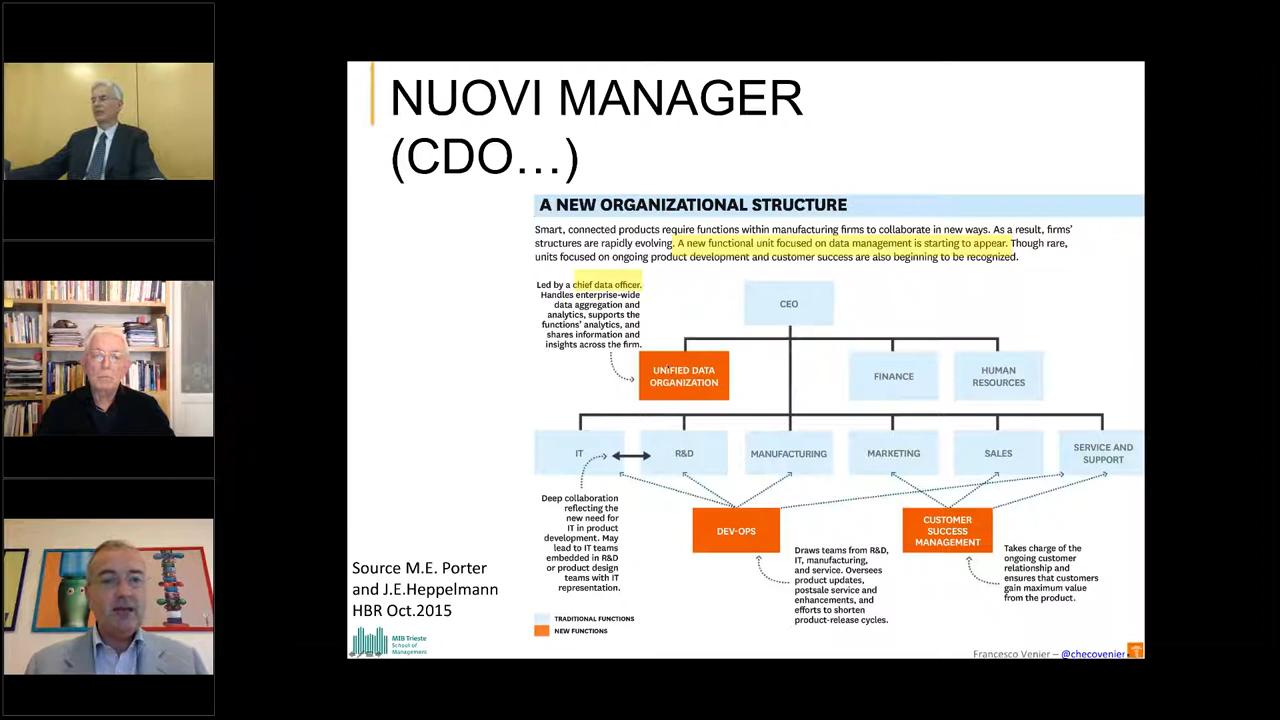 NUOVI MANAGER
(CDO…)
A NEW ORGANIZATIONAL STRUCTURE
Smart, connected products require functions within manufacturing firms to collaborate in new ways. As a result, firms'
structures are rapidly evolving. A new functional unit focused on data management is starting to appear. Though rare,
units focused on ongoing product development and customer success are also beginning to be recognized.
Led by a chief data officer.
Handles enterprise-wide
data aggregation and
analytics, supports the
functions' analytics, and
shares information and
insights across the firm.
CEO
UNIFIED DATA
ORGANIZATION
FINANCE
HUMAN
RESOURCES
IT
R&D
MANUFACTURING
MARKETING
SALES
SERVICE AND
SUPPORT
Deep collaboration
reflecting the
new need for
IT in product
development. May
lead to IT teams
embedded in R&D
or product design
teams with IT
representation.
DEV-OPS
Draws teams from R&D,
IT, manufacturing,
and service. Oversees
product updates,
postsale service and
enhancements, and
efforts to shorten
product-release cycles.
CUSTOMER
SUCCESS
MANAGEMENT
Takes charge of the
ongoing customer
relationship and
ensures that customers
gain maximum value
from the product.
Source M.E. Porter
and J.E.Heppelmann
HBR Oct.2015
TRADITIONAL FUNCTIONS
NEW FUNCTIONS
MIB Trieste
School of
Management
Francesco Venier – @checovenier